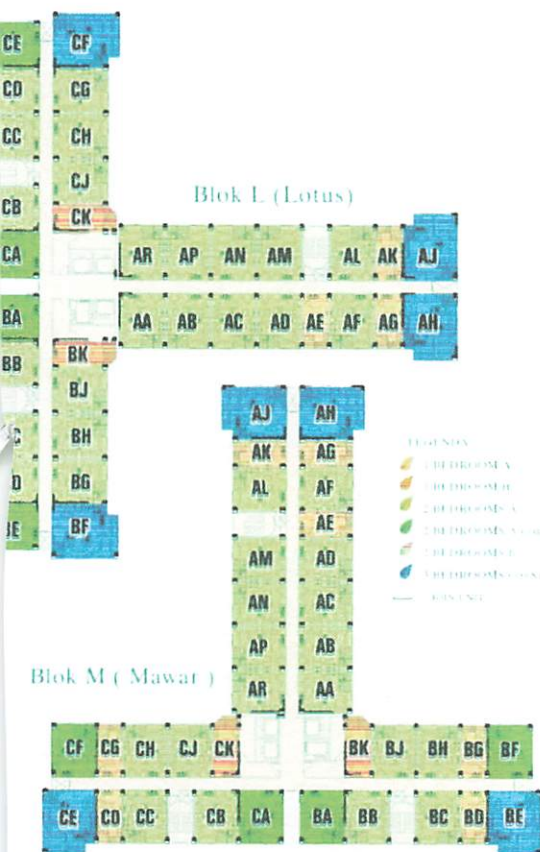 CE CF
CD CG
CC CH
CJ
CB CK
CA
Blok L (Lotus)
AR AP AN AM AL AK AJ
AA AB AC AD AE AF AG AH
BA
BB BK
BJ
BH
BG
BE BF
AJ AH
AK AG
AL AF
AE
AM AD
AN AC
AP AB
AR AA
LEGENDS
Blok M ( Mawar )
CF CG CH CJ CK BK BJ BH BG BF
CE CD CC CB CA BA BB BC BD BE